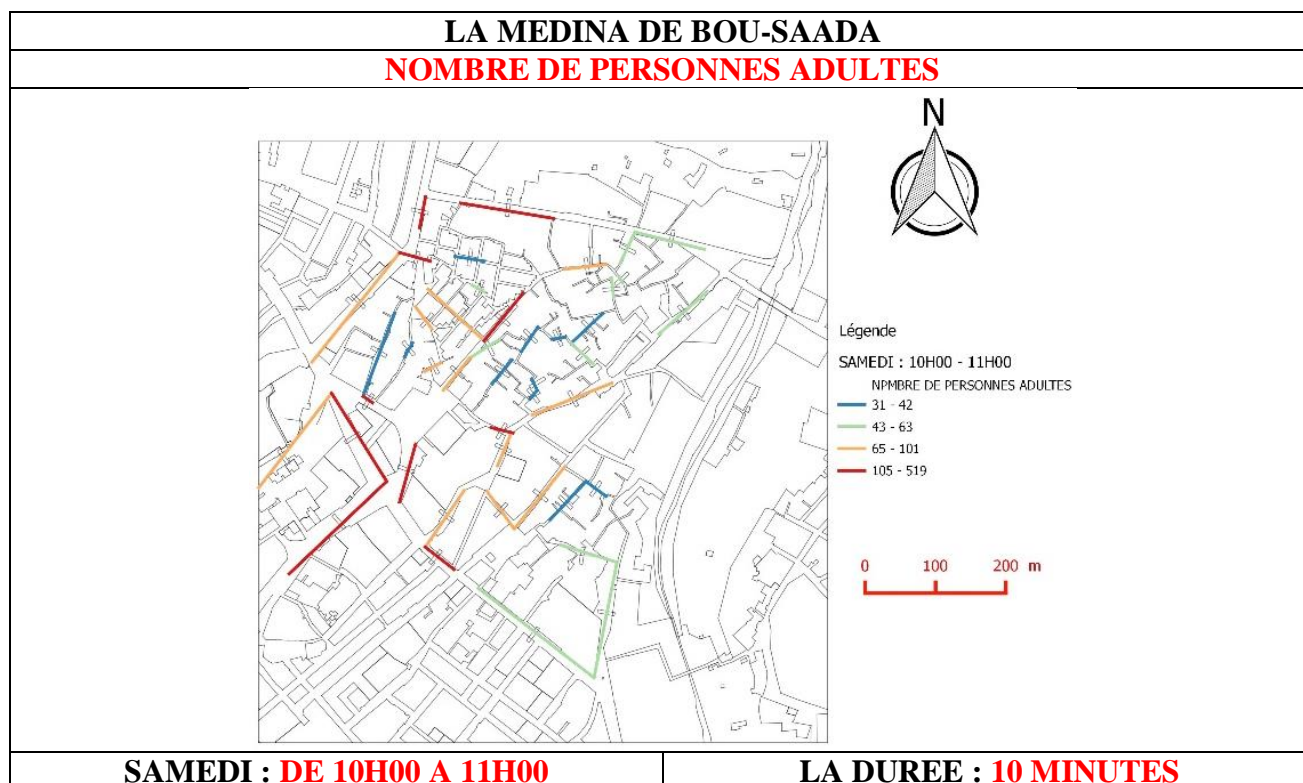 LA MEDINA DE BOU-SAADA
NOMBRE DE PERSONNES ADULTES
N
Légende
SAMEDI : 10H00 - 11H00
NPMBRE DE PERSONNES ADULTES
31 - 42
43 - 63
65 - 101
105 - 519
0 100 200 m
SAMEDI : DE 10H00 A 11H00
LA DUREE : 10 MINUTES